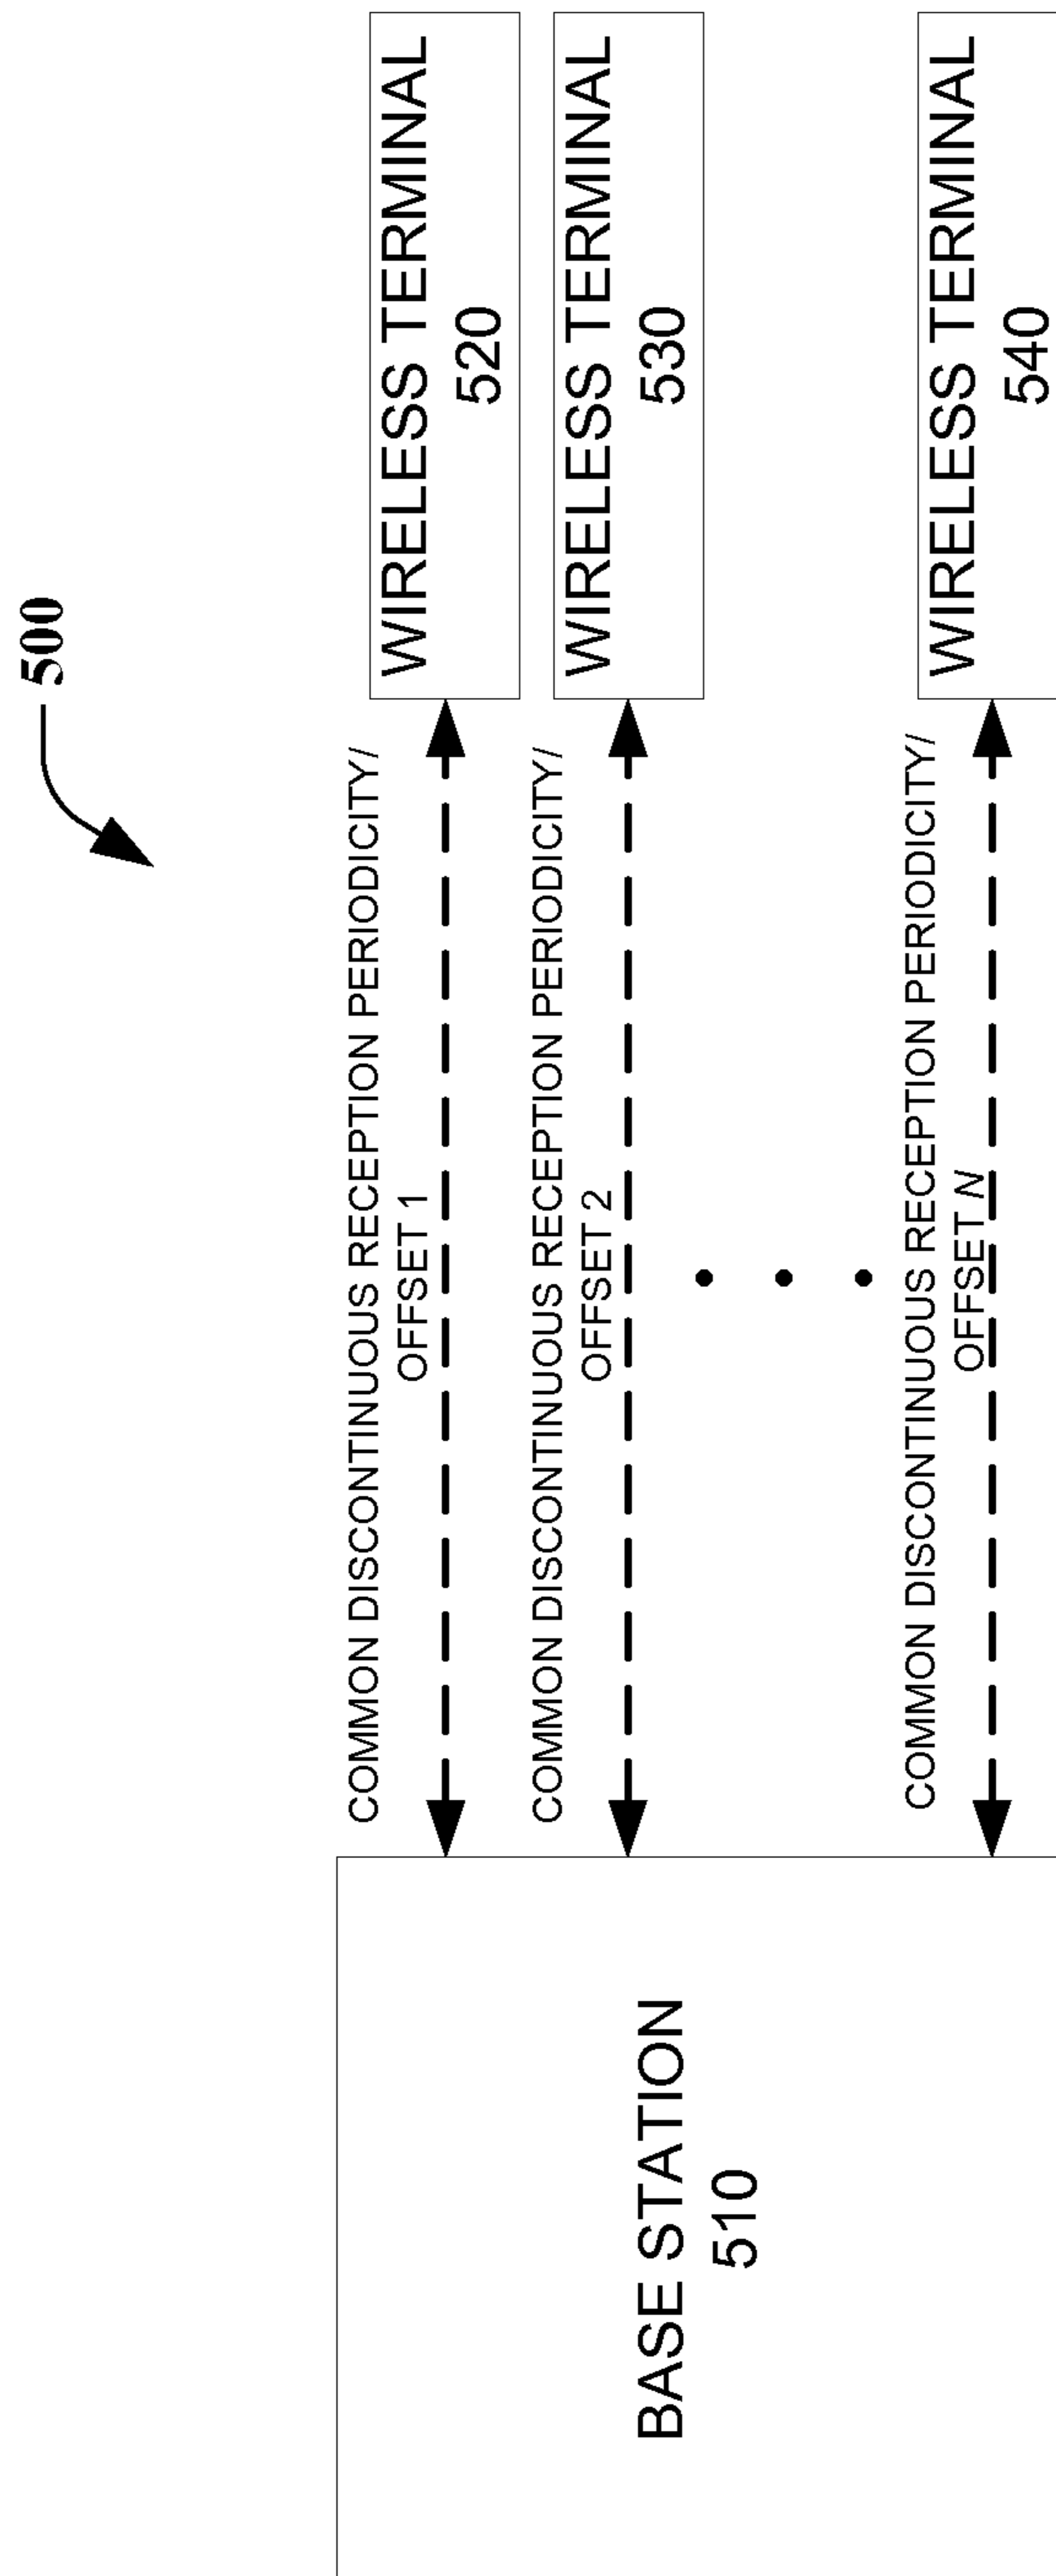 500
COMMON DISCONTINUOUS RECEPTION PERIODICITY/
OFFSET 1
WIRELESS TERMINAL
520
COMMON DISCONTINUOUS RECEPTION PERIODICITY/
OFFSET 2
WIRELESS TERMINAL
530
BASE STATION
510
COMMON DISCONTINUOUS RECEPTION PERIODICITY/
OFFSET N
WIRELESS TERMINAL
540